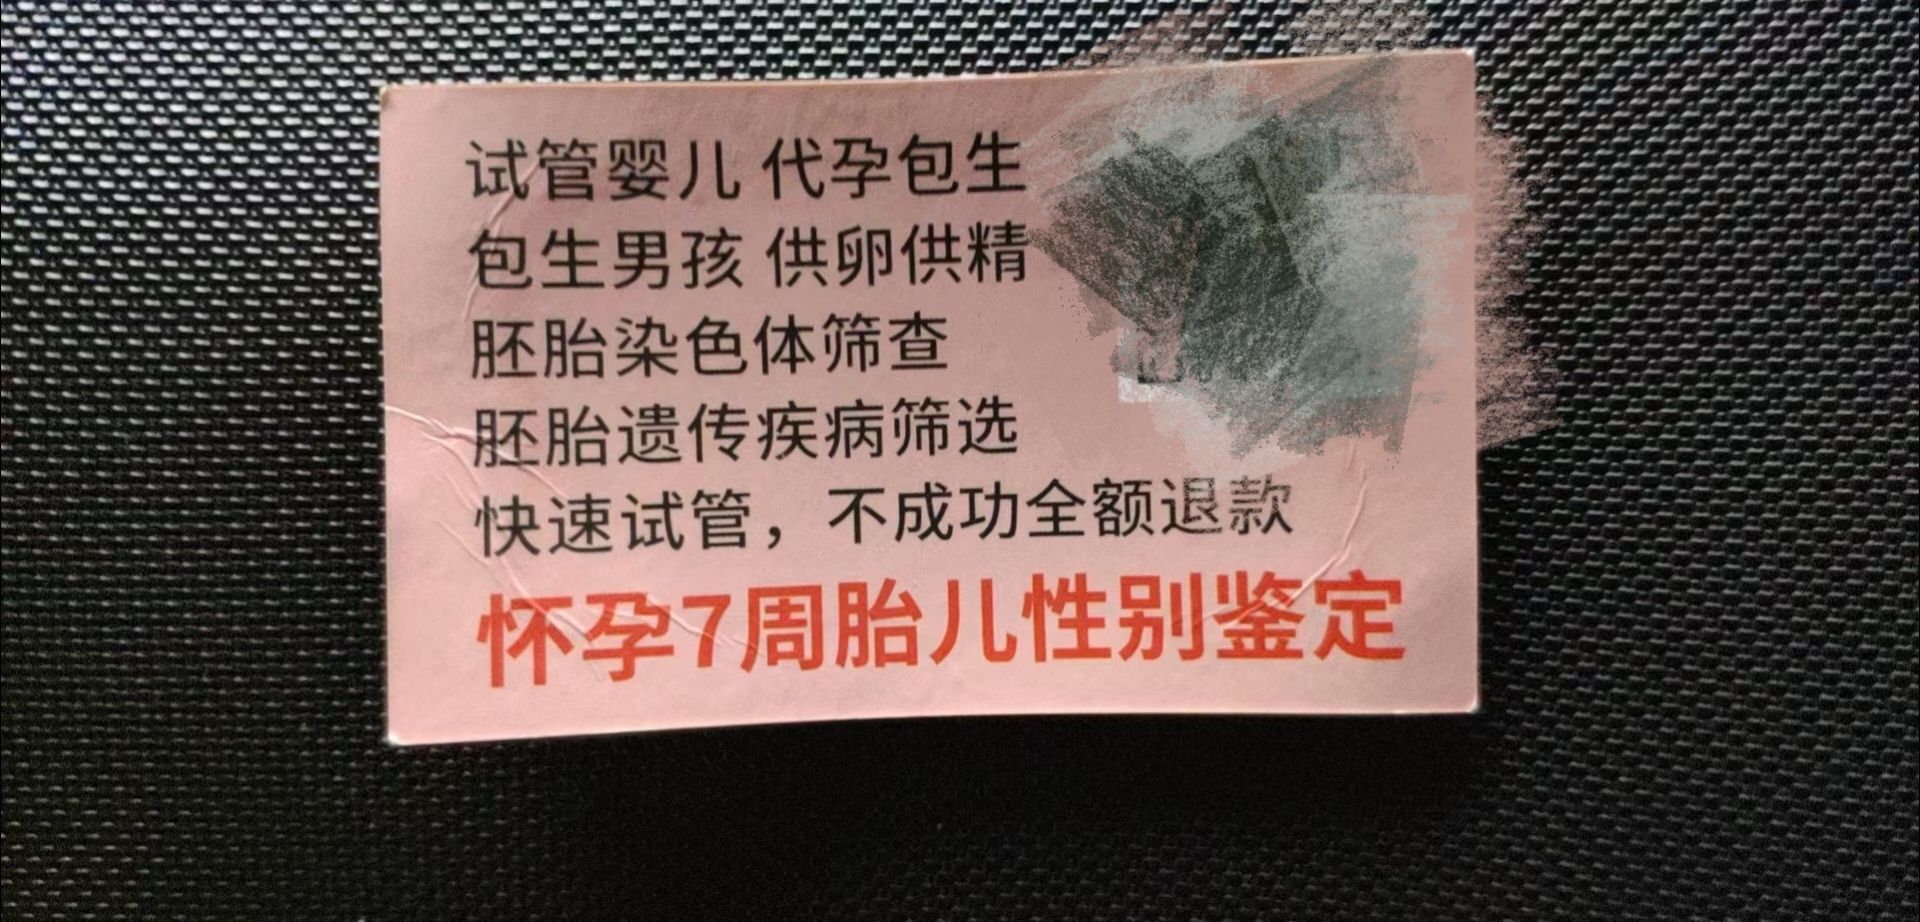 试管婴儿 代孕包生
包生男孩 供卵供精
胚胎染色体筛查
胚胎遗传疾病筛选
快速试管，不成功全额退款
怀孕7周胎儿性别鉴定